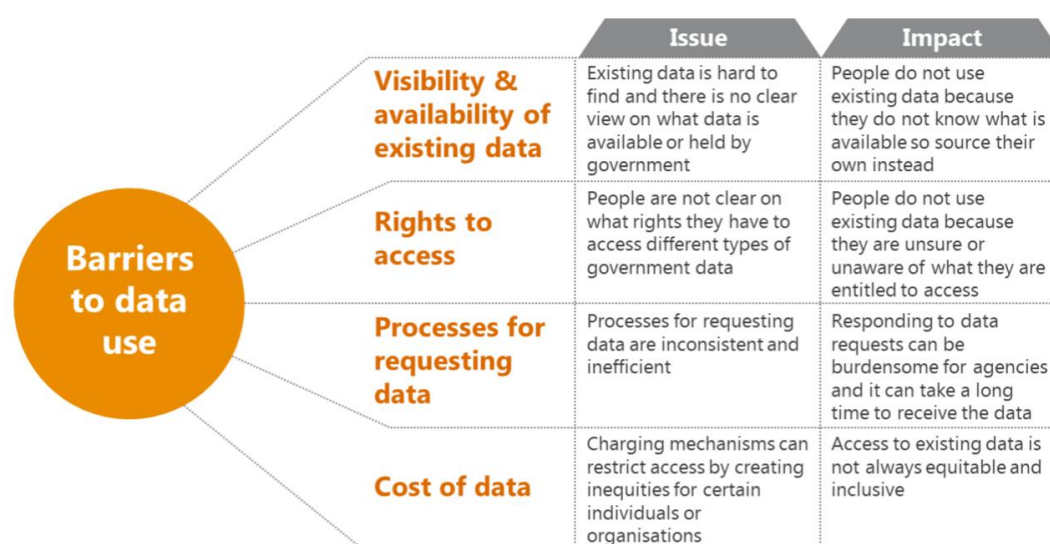 Issue
Impact
Barriers
to data
use
Visibility &
availability of
existing data
Existing data is hard to
find and there is no clear
view on what data is
available or held by
government
People do not use
existing data because
they do not know what is
available so source their
own instead
Rights to
access
People are not clear on
what rights they have to
access different types of
government data
People do not use
existing data because
they are unsure or
unaware of what they are
entitled to access
Processes for
requesting
data
Processes for requesting
data are inconsistent and
inefficient
Responding to data
requests can be
burdensome for agencies
and it can take a long
time to receive the data
Cost of data
Charging mechanisms can
restrict access by creating
inequities for certain
individuals or
organisations
Access to existing data is
not always equitable and
inclusive